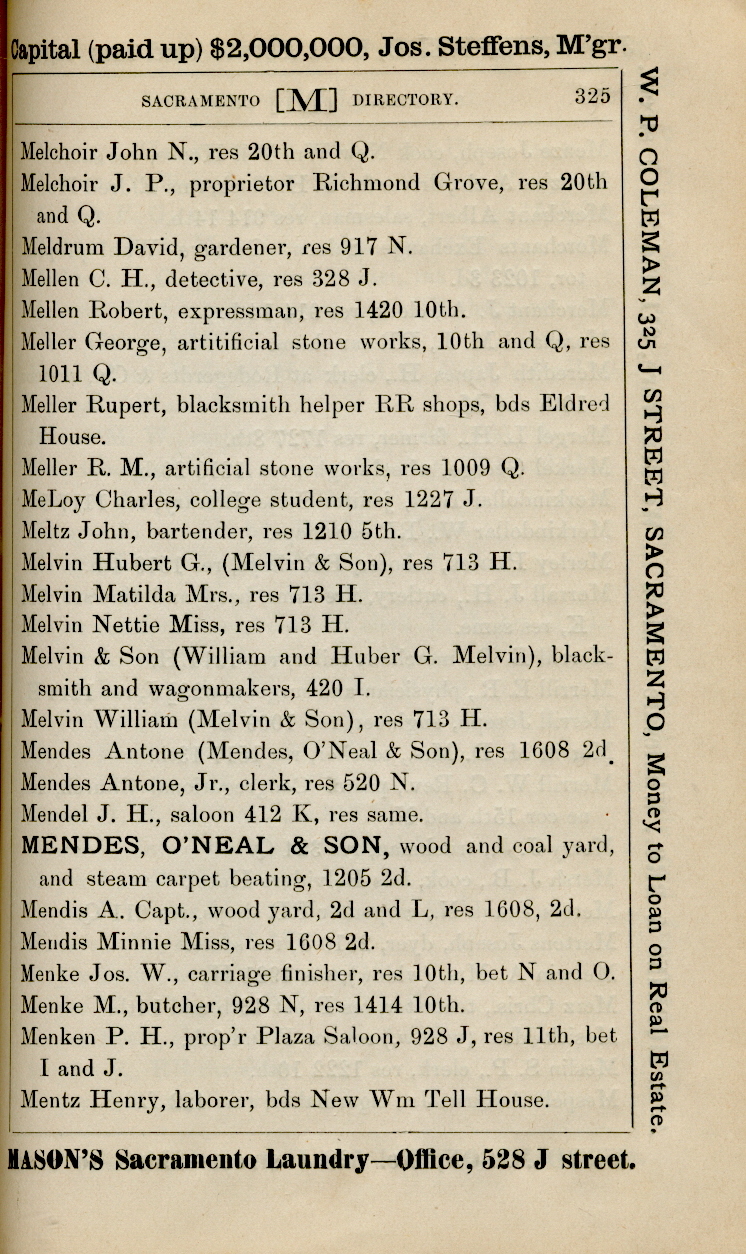 Capital (paid up) $2,000,000, Jos. Steffens, M'gr.
SACRAMENTO [M] DIRECTORY. 325
Melchoir John N., res 20th and Q.
Melchoir J. P., proprietor Richmond Grove, res 20th
and Q.
Meldrum David, gardener, res 917 N.
Mellen C. H., detective, res 328 J.
Mellen Robert, expressman, res 1420 10th.
Meller George, artitificial stone works, 10th and Q, res
1011 Q.
Meller Rupert, blacksmith helper RR shops, bds Eldred
House.
Meller R. M., artificial stone works, res 1009 Q.
MeLoy Charles, college student, res 1227 J.
Meltz John, bartender, res 1210 5th.
Melvin Hubert G., (Melvin & Son), res 713 H.
Melvin Matilda Mrs., res 713 H.
Melvin Nettie Miss, res 713 H.
Melvin & Son (William and Huber G. Melvin), black-
smith and wagonmakers, 420 I.
Melvin William (Melvin & Son), res 713 H.
Mendes Antone (Mendes, O'Neal & Son), res 1608 2d.
Mendes Antone, Jr., clerk, res 520 N.
Mendel J. H., saloon 412 K, res same.
MENDES, O'NEAL & SON, wood and coal yard,
and steam carpet beating, 1205 2d.
Mendis A. Capt., wood yard, 2d and L, res 1608, 2d.
Mendis Minnie Miss, res 1608 2d.
Menke Jos. W., carriage finisher, res 10th, bet N and O.
Menke M., butcher, 928 N, res 1414 10th.
Menken P. H., prop'r Plaza Saloon, 928 J, res 11th, bet
I and J.
Mentz Henry, laborer, bds New Wm Tell House.
MASON'S Sacramento Laundry—Office, 528 J street.
W. P. COLEMAN, 325 J STREET, SACRAMENTO, Money to Loan on Real Estate.